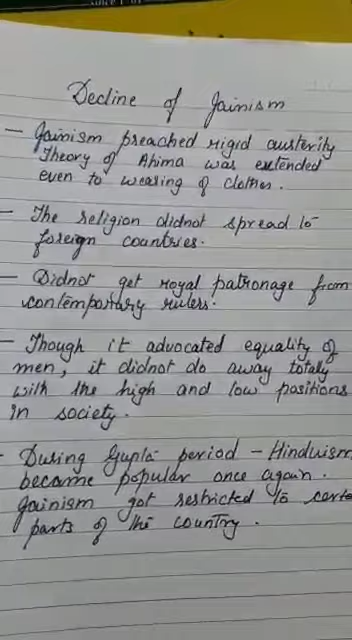 Decline of Jainism
- Jainism preached rigid austerity
Theory of Ahimsa was extended
even to wearing of clothes.
- The religion didnot spread to
foreign countries.
- Didnot get royal patronage from
contemporary rulers.
- Though it advocated equality of
men, it didnot do away totally
with the high and low positions
in society.
- During Gupta period - Hinduism
became popular once again.
Jainism got restricted to
parts of the country.